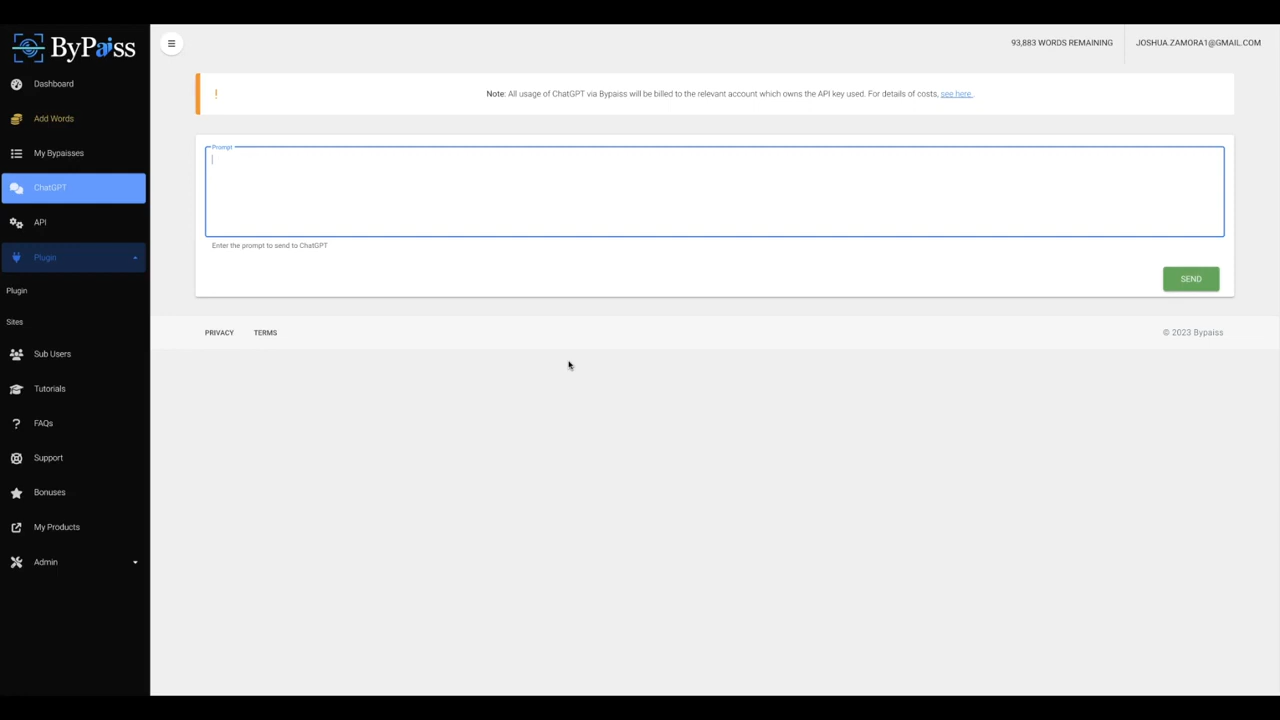 ByPaiss
93,883 WORDS REMAINING
JOSHUA.ZAMORA1@GMAIL.COM
Dashboard
Add Words
My Bypaisses
ChatGPT
API
Plugin
Plugin
Sites
Sub Users
Tutorials
FAQs
Support
Bonuses
My Products
Admin
! Note: All usage of ChatGPT via Bypaiss will be billed to the relevant account which owns the API key used. For details of costs, see here.
Prompt
Enter the prompt to send to ChatGPT
SEND
PRIVACY TERMS
© 2023 Bypaiss